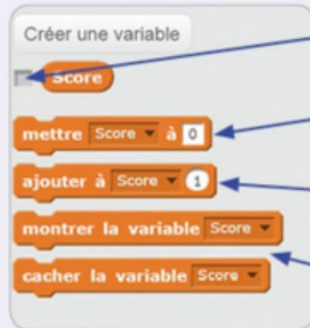 Créer une variable
Score
mettre Score à 0
ajouter à Score 1
montrer la variable Score
cacher la variable Score